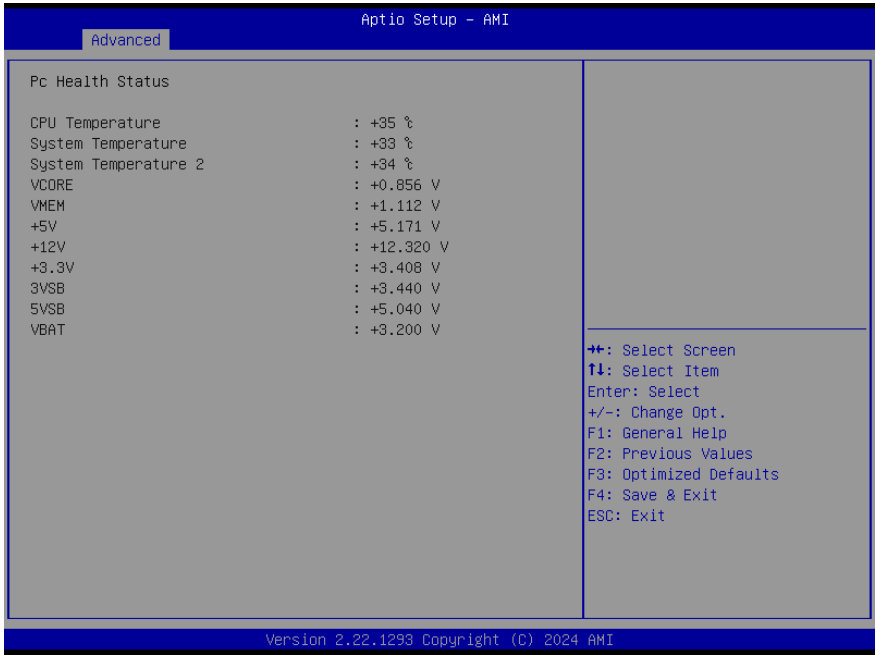 Aptio Setup - AMI
Advanced
Pc Health Status
CPU Temperature : +35 ℃
System Temperature : +33 ℃
System Temperature 2 : +34 ℃
VCORE : +0.856 V
VMEM : +1.112 V
+5V : +5.171 V
+12V : +12.320 V
+3.3V : +3.408 V
3VSB : +3.440 V
5VSB : +5.040 V
VBAT : +3.200 V
→←: Select Screen
↑↓: Select Item
Enter: Select
+/-: Change Opt.
F1: General Help
F2: Previous Values
F3: Optimized Defaults
F4: Save & Exit
ESC: Exit
Version 2.22.1293 Copyright (C) 2024 AMI